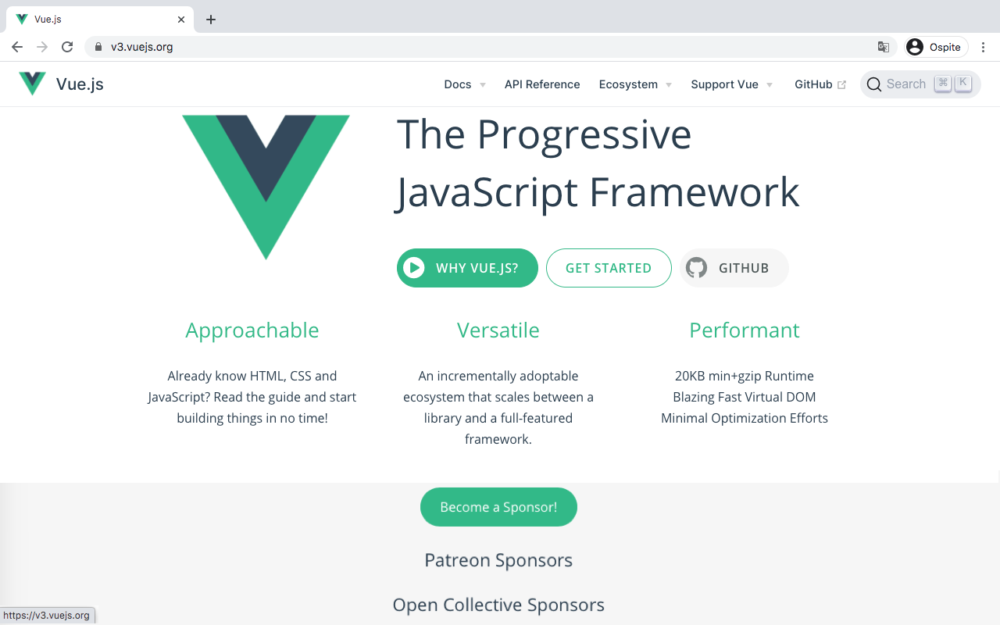 Vue.js
v3.vuejs.org
Ospite
Vue.js
Docs
API Reference
Ecosystem
Support Vue
GitHub
Search
⌘
K
The Progressive
JavaScript Framework
WHY VUE.JS?
GET STARTED
GITHUB
Approachable
Already know HTML, CSS and
JavaScript? Read the guide and start
building things in no time!
Versatile
An incrementally adoptable
ecosystem that scales between a
library and a full-featured
framework.
Performant
20KB min+gzip Runtime
Blazing Fast Virtual DOM
Minimal Optimization Efforts
Become a Sponsor!
Patreon Sponsors
Open Collective Sponsors
https://v3.vuejs.org